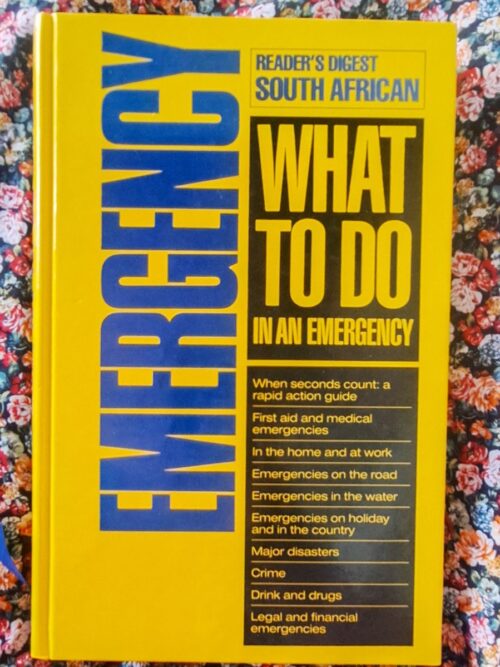 EMERGENCY
READER'S DIGEST
SOUTH AFRICAN
WHAT
TO DO
IN AN EMERGENCY
When seconds count: a
rapid action guide
First aid and medical
emergencies
In the home and at work
Emergencies on the road
Emergencies in the water
Emergencies on holiday
and in the country
Major disasters
Crime
Drink and drugs
Legal and financial
emergencies